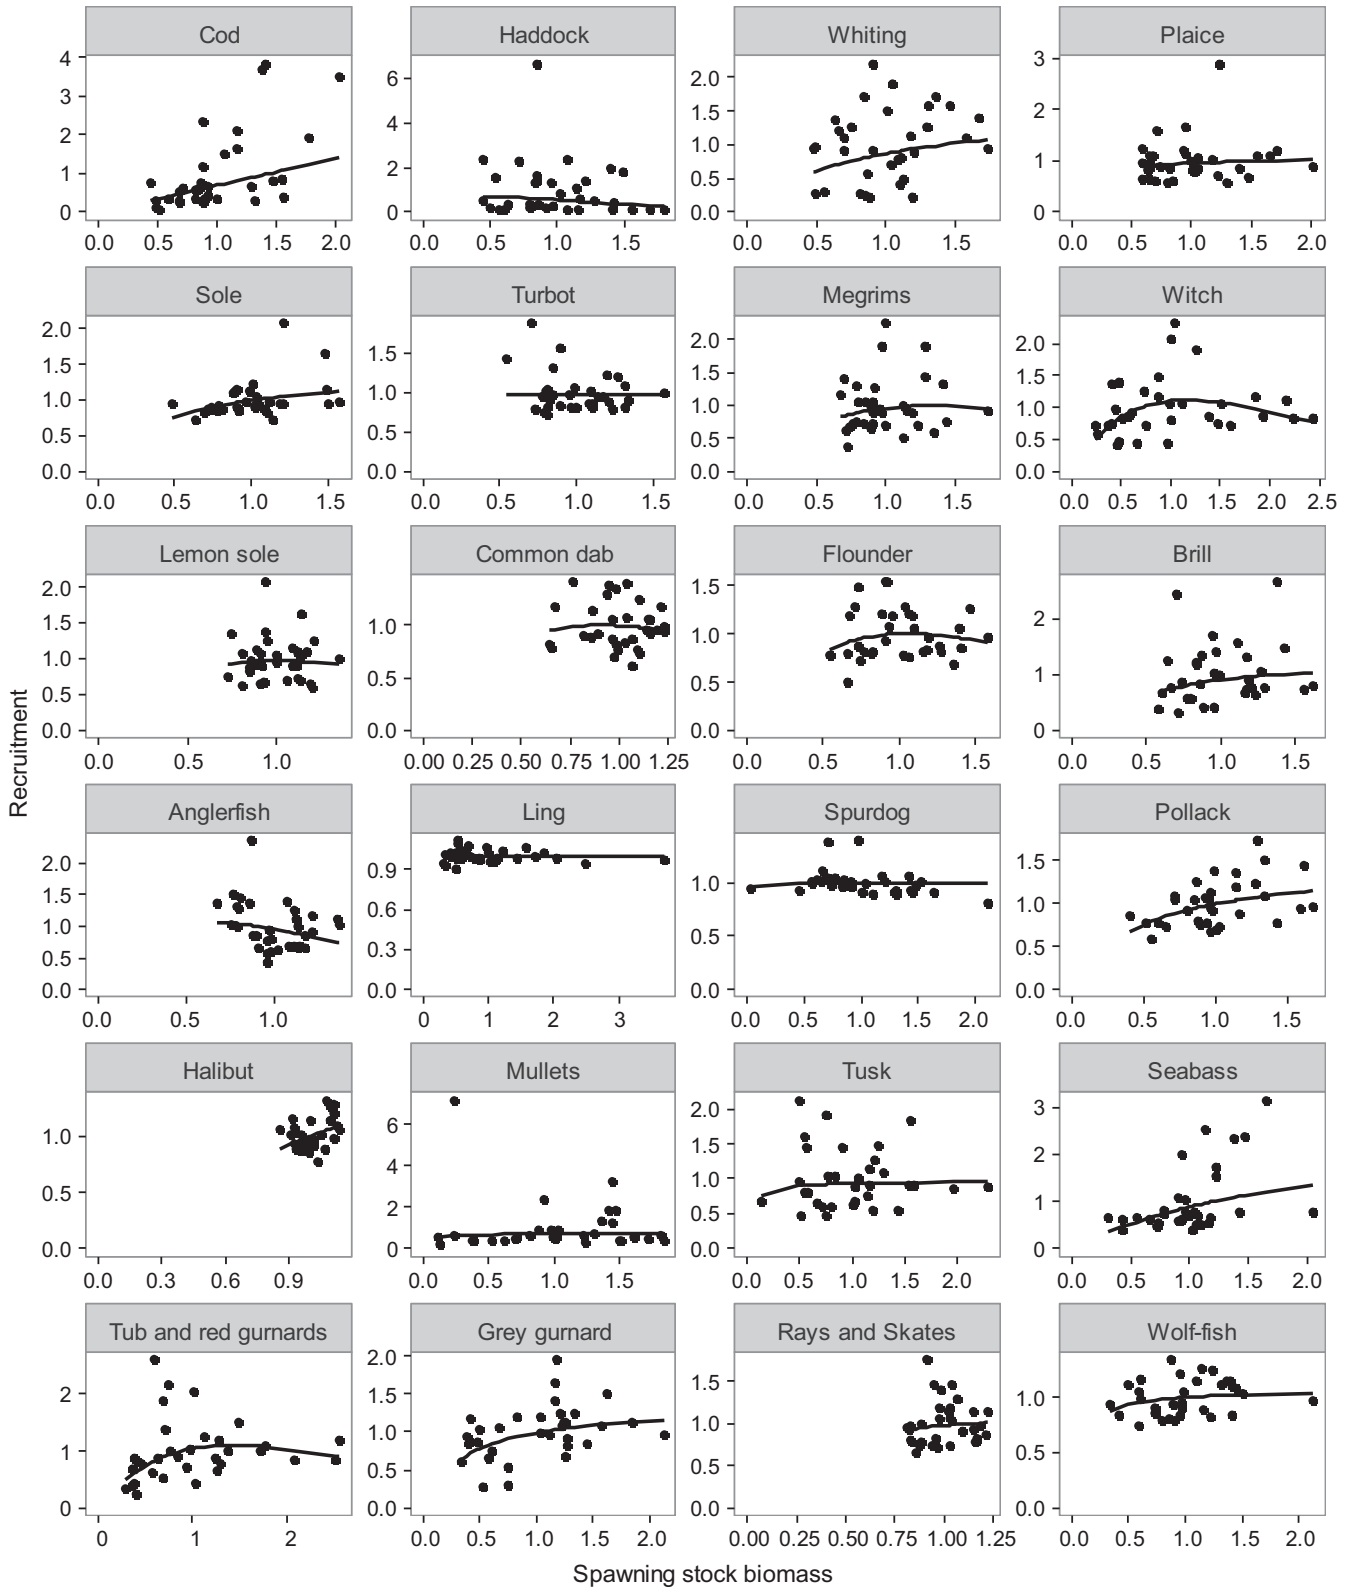 Cod Haddock Whiting Plaice
4 6 2.0 3
3 1.5 2
2 4 1.0 1
1 2 0.5
0 0 0.0 0
0.0 0.5 1.0 1.5 2.0 0.0 0.5 1.0 1.5 0.0 0.5 1.0 1.5 0.0 0.5 1.0 1.5 2.0
Sole Turbot Megrims Witch
2.0 1.5 2.0 2.0
1.5 1.0 1.5 1.5
1.0 0.5 1.0 1.0
0.5 0.5 0.5
0.0 0.0 0.0 0.0
0.0 0.5 1.0 1.5 0.0 0.5 1.0 1.5 0.0 0.5 1.0 1.5 0.0 0.5 1.0 1.5 2.0 2.5
Lemon sole Common dab Flounder Brill
2.0 1.0 1.5 2
1.5 1.0
1.0 0.5 0.5 1
0.5
0.0 0.0 0.0 0
0.0 0.5 1.0 0.00 0.25 0.50 0.75 1.00 1.25 0.0 0.5 1.0 1.5 0.0 0.5 1.0 1.5
Recruitment
Anglerfish Ling Spurdog Pollack
2.0 0.9 1.0 1.5
1.5 0.6 1.0
1.0 0.3 0.5 0.5
0.5
0.0 0.0 0.0 0.0
0.0 0.5 1.0 0 1 2 3 0.0 0.5 1.0 1.5 2.0 0.0 0.5 1.0 1.5
Halibut Mullets Tusk Seabass
1.0 6 2.0 3
4 1.5 2
0.5 2 1.0 1
0.5
0.0 0 0.0 0
0.0 0.3 0.6 0.9 0.0 0.5 1.0 1.5 0.0 0.5 1.0 1.5 2.0 0.0 0.5 1.0 1.5 2.0
Tub and red gurnards Grey gurnard Rays and Skates Wolf-fish
2 2.0 1.5 1.0
1.5 1.0
1 1.0 0.5 0.5
0.5
0 0.0 0.0 0.0
0 1 2 0.0 0.5 1.0 1.5 2.0 0.00 0.25 0.50 0.75 1.00 1.25 0.0 0.5 1.0 1.5 2.0
Spawning stock biomass